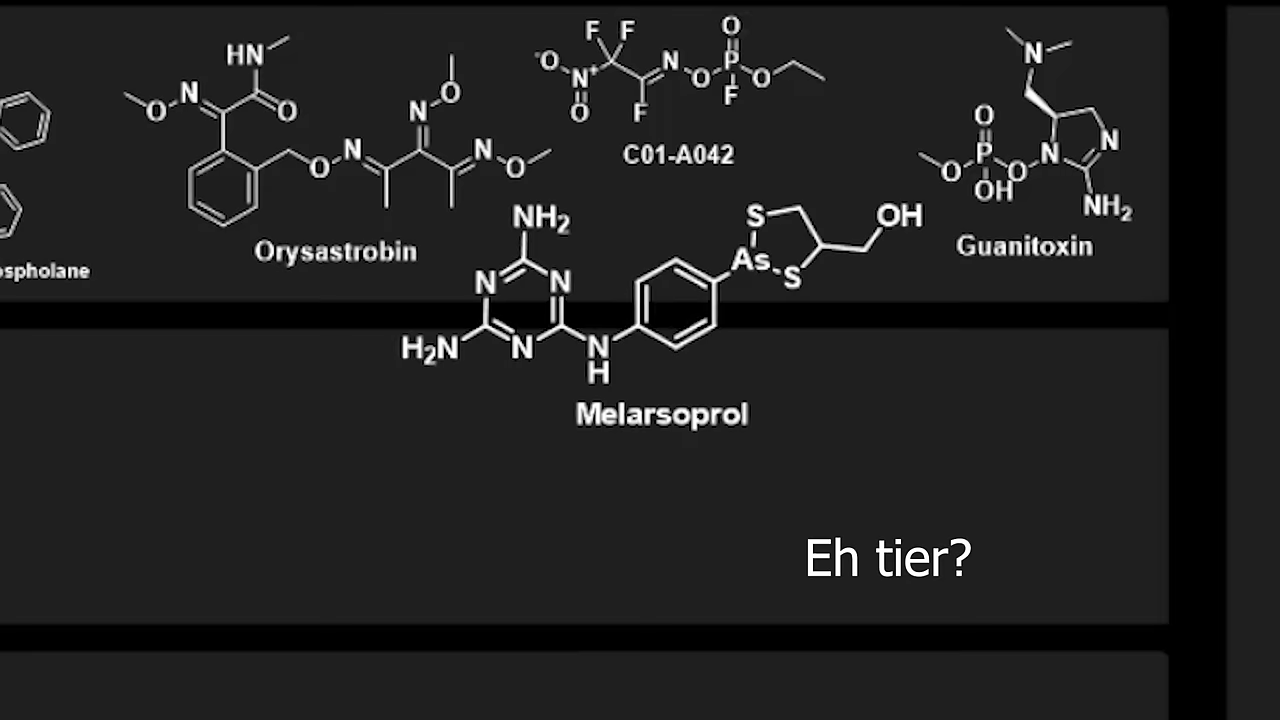 HN
N
O
O
O
N
N
O
N
O
Orysastrobin
F F
-O
N+
O
F
N
O
O
P
F
O
C01-A042
N
O
P
O
OH
O
N
N
NH2
Guanitoxin
ospholane
NH2
N
N
N
H2N
N
H
S
As
S
OH
Melarsoprol
Eh tier?